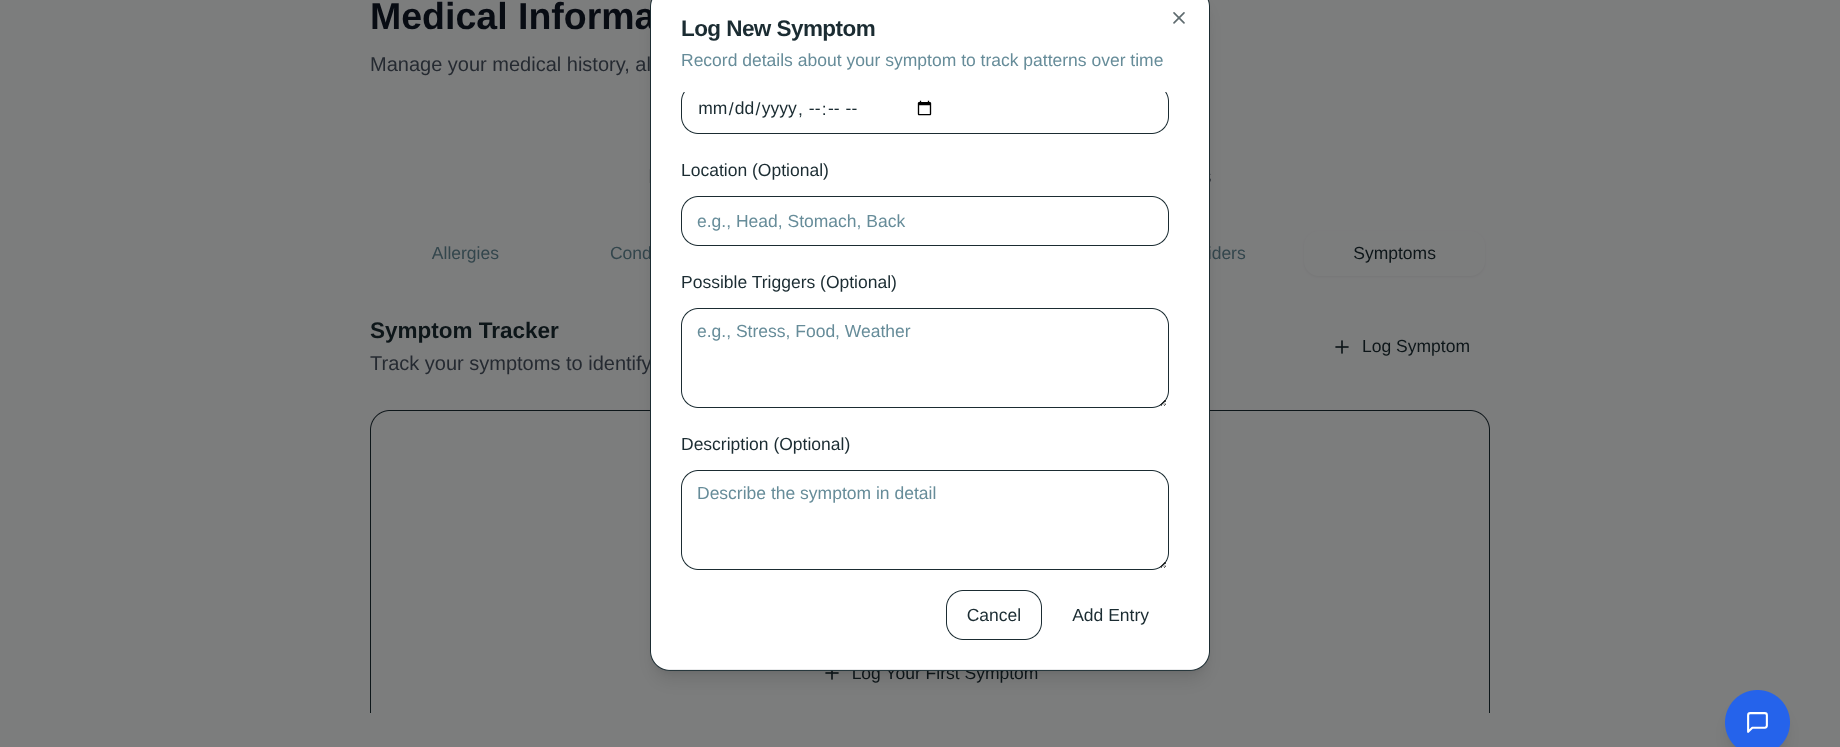 Medical Informa
Manage your medical history, al
Log New Symptom
Record details about your symptom to track patterns over time
mm/dd/yyyy, --:-- --
Location (Optional)
e.g., Head, Stomach, Back
Possible Triggers (Optional)
e.g., Stress, Food, Weather
Description (Optional)
Describe the symptom in detail
Cancel
Add Entry
Allergies
Cond
ders
Symptoms
Symptom Tracker
Track your symptoms to identify
+ Log Symptom
+ Log Your First Symptom